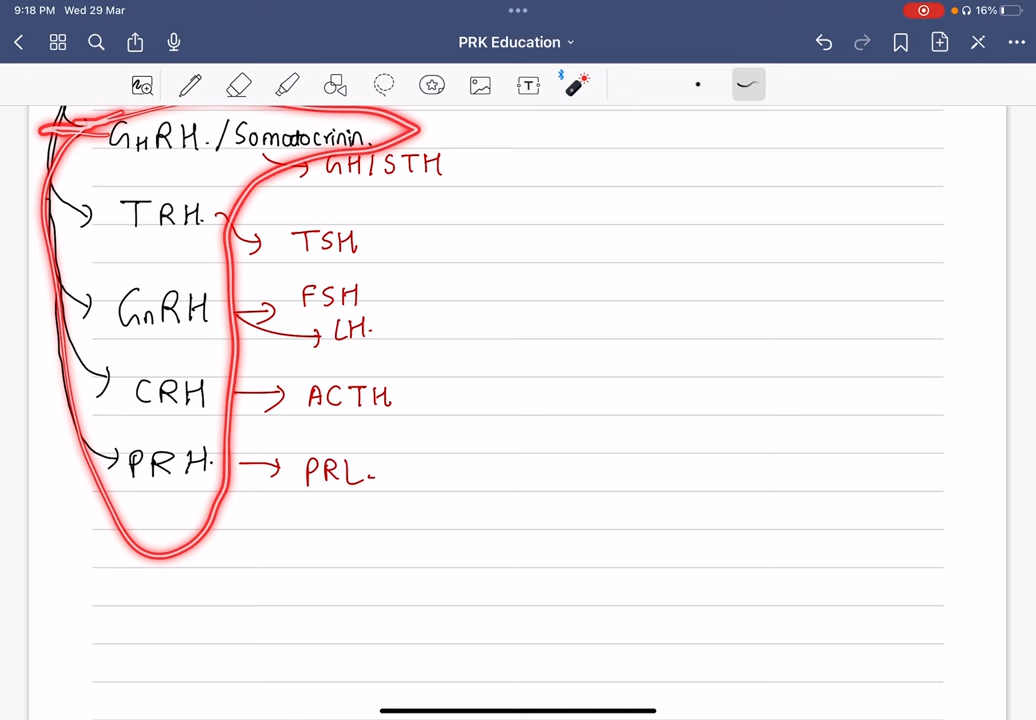 9:18 PM Wed 29 Mar
16%
PRK Education
GHRH./Somatocrinin.
GH/STH
TRH.
TSH
GnRH
FSH
LH.
CRH
ACTH
PRH.
PRL.